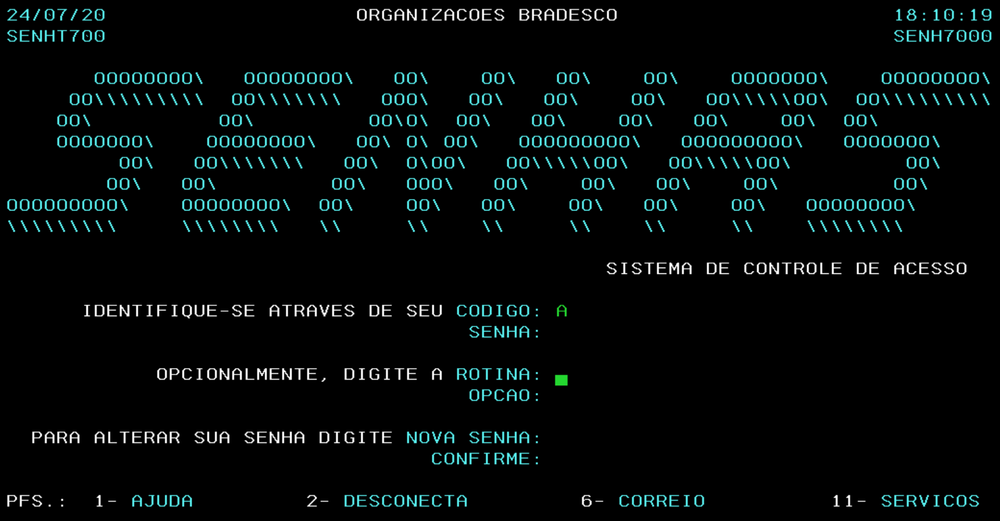 24/07/20 ORGANIZACOES BRADESCO 18:10:19
SENHT700 SENH7000
       OOOOOOOO\   OOOOOOOO\   OO\    OO\   OO\    OO\    OOOOOOO\    OOOOOOOO\
     OO\\\\\\\\\  OO\\\\\\\   OOO\   OO\   OO\    OO\   OO\\\\\OO\  OO\\\\\\\\\
    OO\          OO\         OO\O\  OO\   OO\    OO\   OO\    OO\  OO\
    OOOOOOO\    OOOOOOOO\   OO\ O\ OO\   OOOOOOOOO\   OOOOOOOOO\   OOOOOOO\
         OO\   OO\\\\\\\   OO\  O\OO\   OO\\\\\OO\   OO\\\\\OO\         OO\
        OO\   OO\         OO\   OOO\   OO\    OO\   OO\    OO\         OO\
OOOOOOOOO\    OOOOOOOO\  OO\    OO\   OO\    OO\   OO\    OO\   OOOOOOOO\
\\\\\\\\\     \\\\\\\\   \\     \\    \\     \\    \\     \\    \\\\\\\\
SISTEMA DE CONTROLE DE ACESSO
IDENTIFIQUE-SE ATRAVES DE SEU CODIGO: A
SENHA:
OPCIONALMENTE, DIGITE A ROTINA:
OPCAO:
PARA ALTERAR SUA SENHA DIGITE NOVA SENHA:
CONFIRME:
PFS.: 1- AJUDA 2- DESCONECTA 6- CORREIO 11- SERVICOS